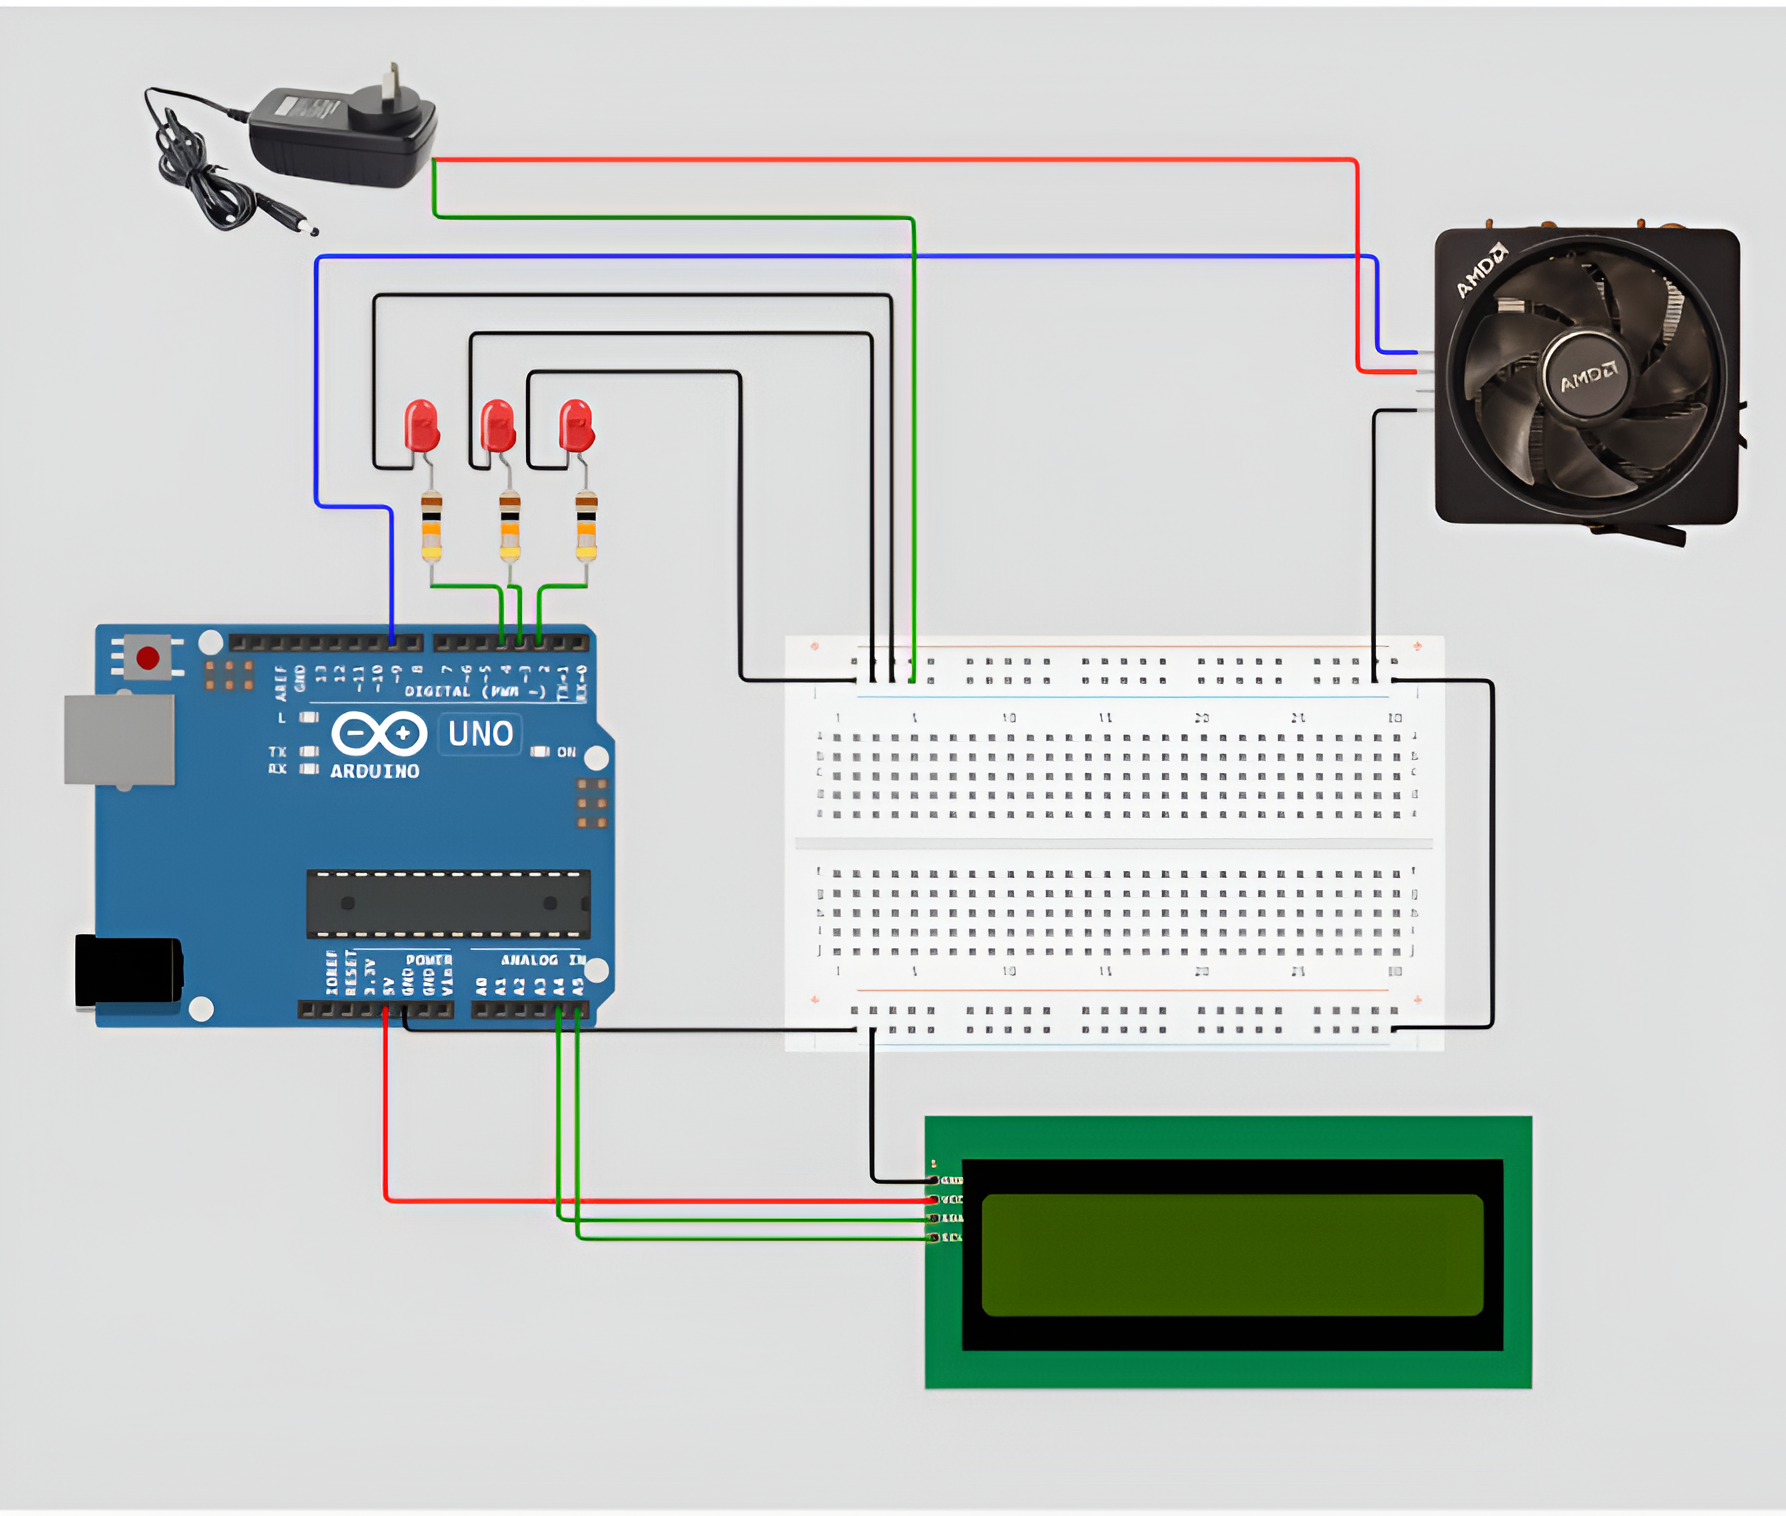 AMD
AMD
AREF
GND
13
12
~11
~10
~9
8
7
~6
~5
4
~3
2
TX→1
RX←0
DIGITAL (PWM ~)
L
TX
RX
UNO
ON
ARDUINO
1
5
10
15
20
25
30
IOREF
RESET
3.3V
5V
GND
GND
Vin
POWER
ANALOG IN
A0
A1
A2
A3
A4
A5
1
5
10
15
20
25
30
GND
VCC
SDA
SCL